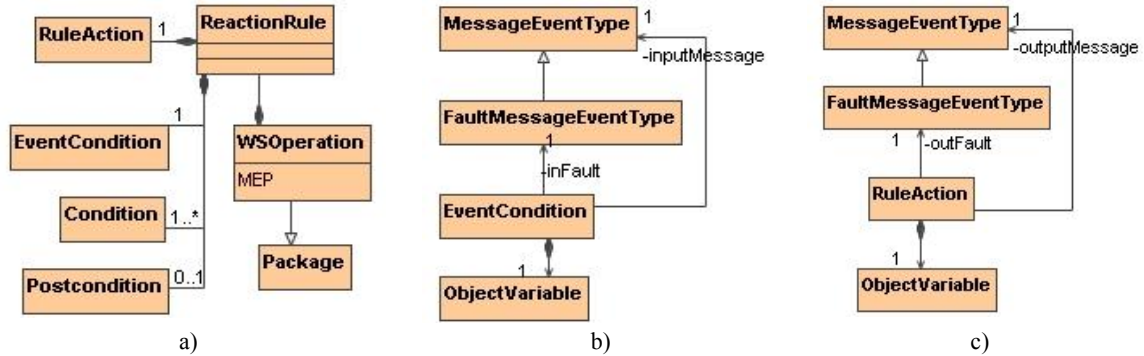 RuleAction
1
ReactionRule
1
EventCondition
WSOperation
MEP
Condition
1..*
Package
Postcondition
0..1
a)
MessageEventType
1
-inputMessage
FaultMessageEventType
1
-inFault
EventCondition
1
ObjectVariable
b)
MessageEventType
1
-outputMessage
FaultMessageEventType
1
-outFault
RuleAction
1
ObjectVariable
c)